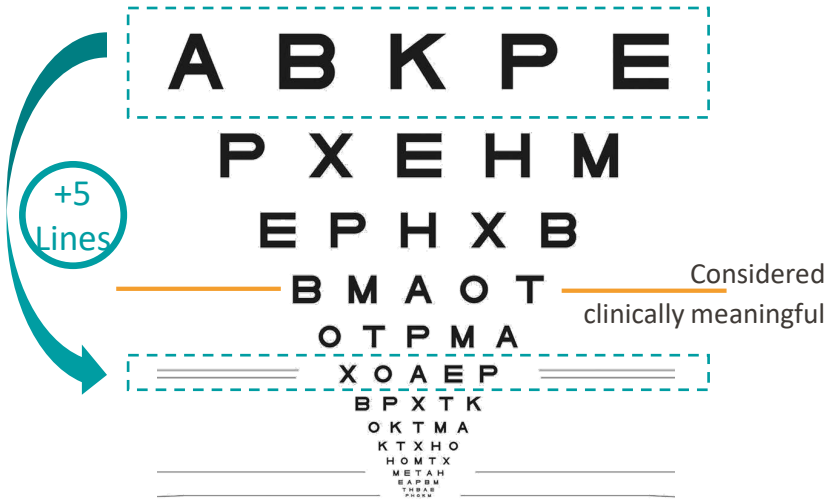 A B K P E
P X E H M
+5
Lines
E P H X B
B M A O T
Considered
clinically meaningful
O T P M A
X O A E P
B P X T K
O K T M A
K T X H O
H O M T X
M E T A H
E A P B M
T H B A E
P H O K M